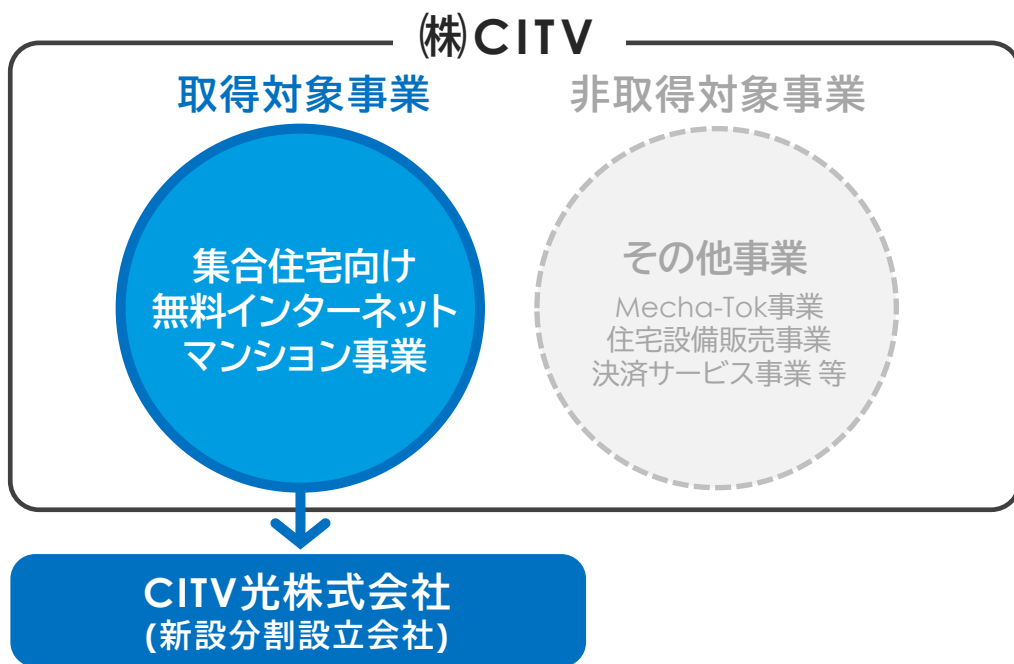 ㈱CITV
取得対象事業
非取得対象事業
集合住宅向け
無料インターネット
マンション事業
その他事業
Mecha-Tok事業
住宅設備販売事業
決済サービス事業 等
CITV光株式会社
(新設分割設立会社)